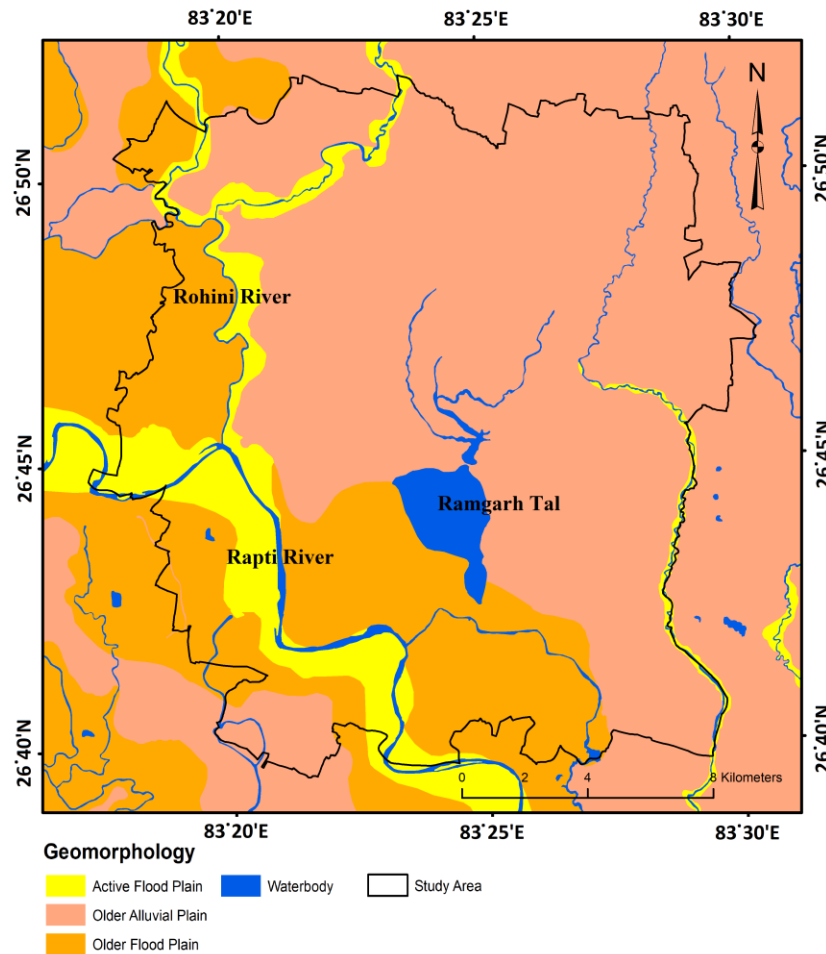 83°20'E 83°25'E 83°30'E
N
26°50'N 26°50'N
Rohini River
26°45'N 26°45'N
Ramgarh Tal
Rapti River
26°40'N 26°40'N
0 2 4 8 Kilometers
83°20'E 83°25'E 83°30'E
Geomorphology
Active Flood Plain Waterbody Study Area
Older Alluvial Plain
Older Flood Plain